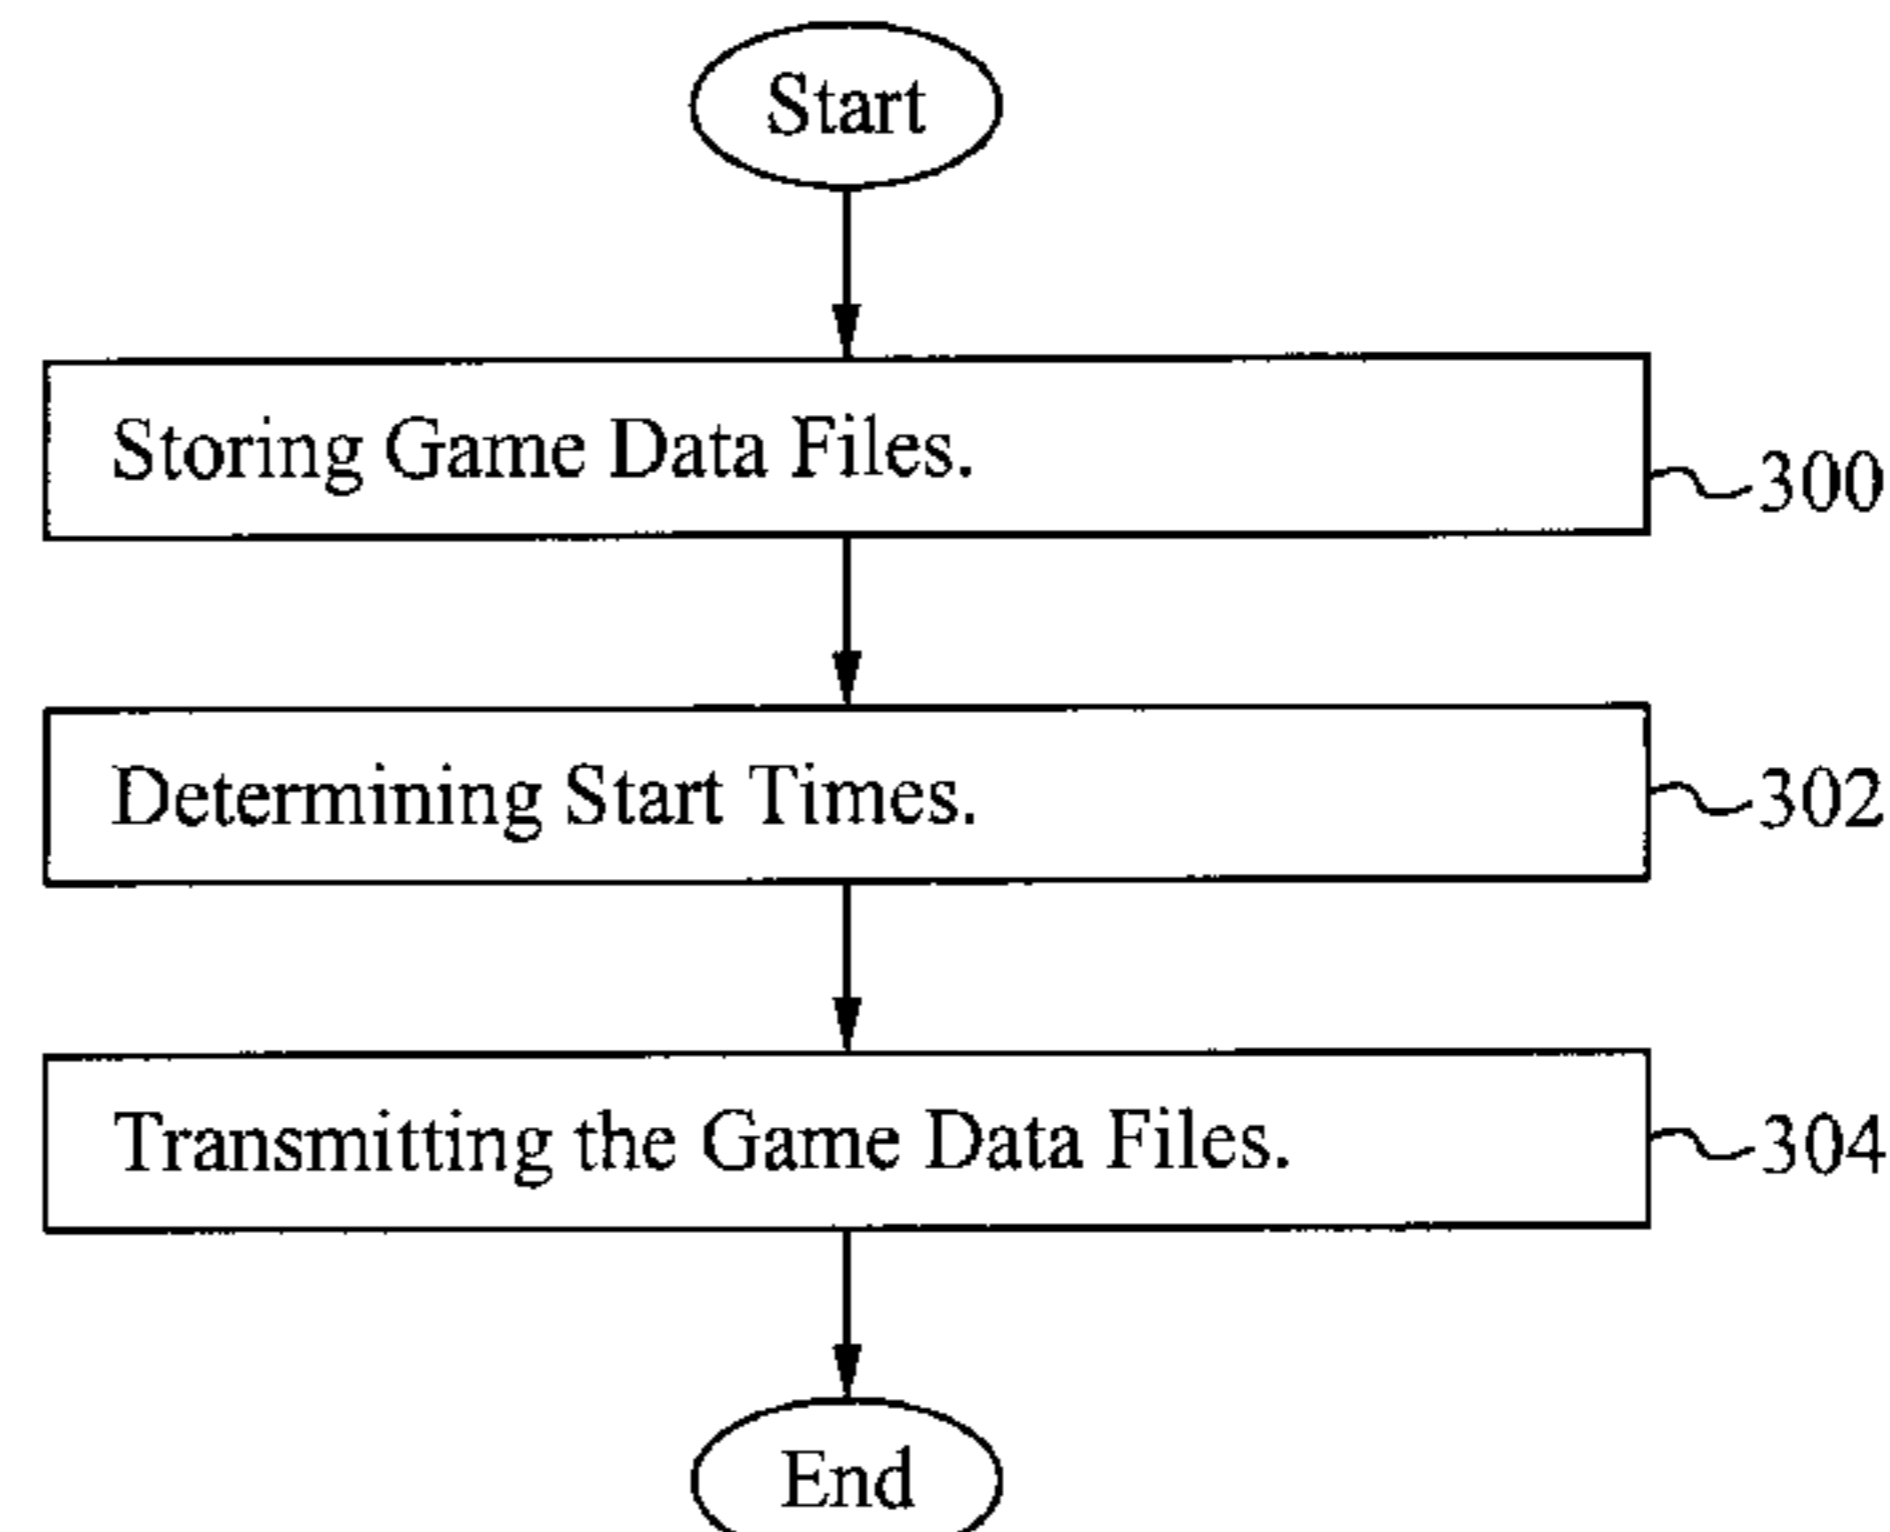 Start
Storing Game Data Files.
300
Determining Start Times.
302
Transmitting the Game Data Files.
304
End